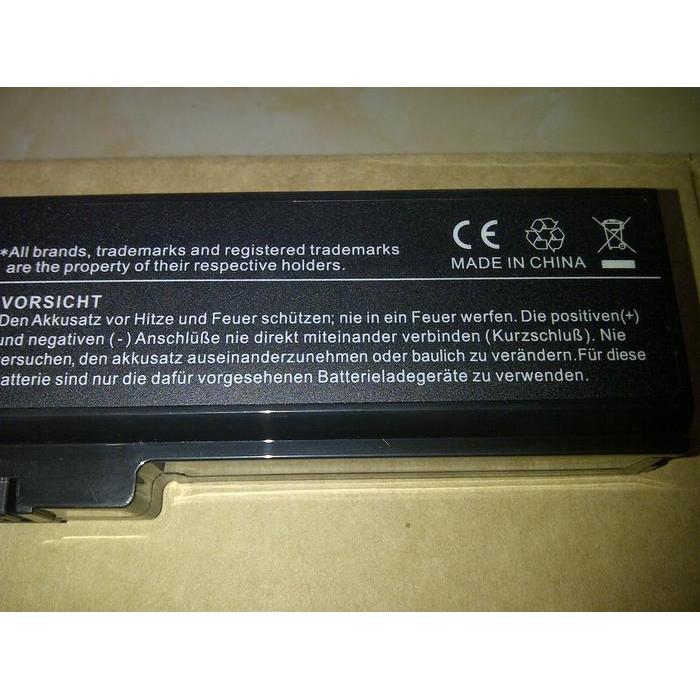 *All brands, trademarks and registered trademarks
are the property of their respective holders.
CE
MADE IN CHINA
VORSICHT
Den Akkusatz vor Hitze und Feuer schützen; nie in ein Feuer werfen. Die positiven(+)
und negativen (-) Anschlüße nie direkt miteinander verbinden (Kurzschluß). Nie
ersuchen, den akkusatz auseinanderzunehmen oder baulich zu verändern.Für diese
atterie sind nur die dafür vorgesehenen Batterieladegeräte zu verwenden.